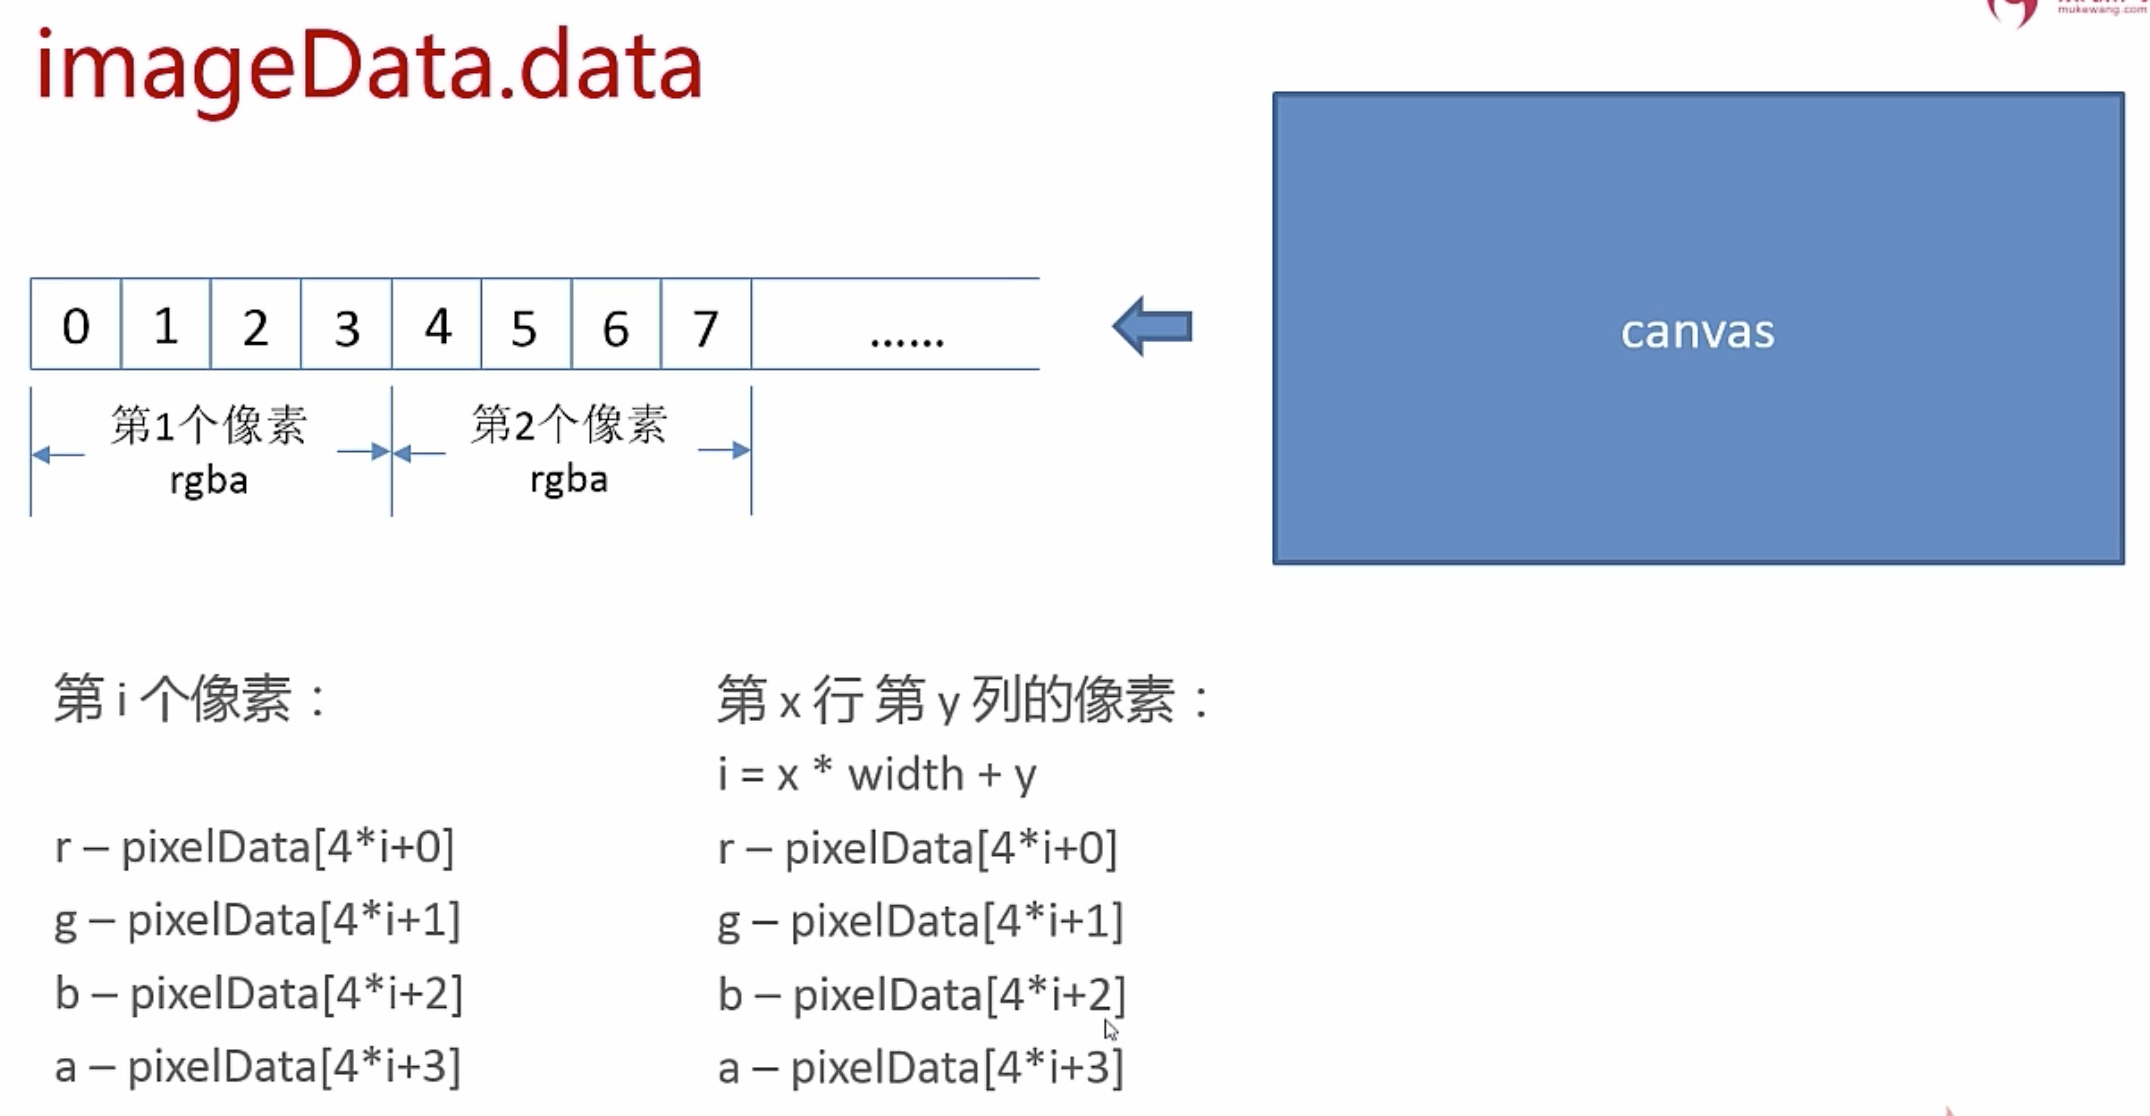 imageData.data
mukewang.com
canvas
0 1 2 3 4 5 6 7 ......
第1个像素 第2个像素
rgba rgba
第 i 个像素：
r – pixelData[4*i+0]
g – pixelData[4*i+1]
b – pixelData[4*i+2]
a – pixelData[4*i+3]
第 x 行 第 y 列的像素：
i = x * width + y
r – pixelData[4*i+0]
g – pixelData[4*i+1]
b – pixelData[4*i+2]
a – pixelData[4*i+3]